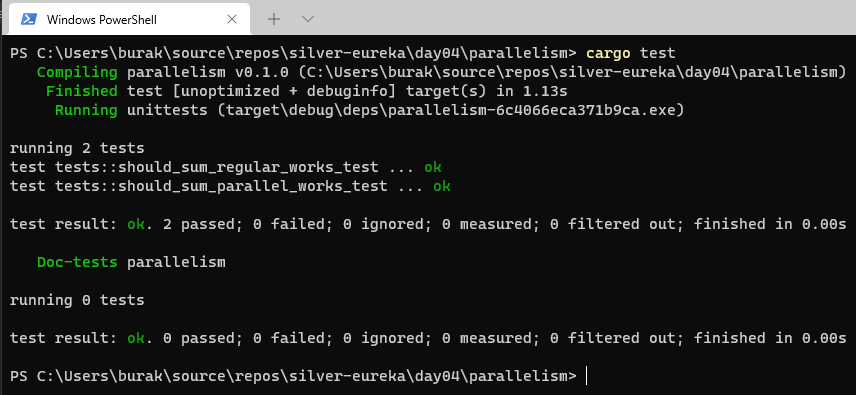 Windows PowerShell
PS C:\Users\burak\source\repos\silver-eureka\day04\parallelism> cargo test
   Compiling parallelism v0.1.0 (C:\Users\burak\source\repos\silver-eureka\day04\parallelism)
    Finished test [unoptimized + debuginfo] target(s) in 1.13s
     Running unittests (target\debug\deps\parallelism-6c4066eca371b9ca.exe)
running 2 tests
test tests::should_sum_regular_works_test ... ok
test tests::should_sum_parallel_works_test ... ok
test result: ok. 2 passed; 0 failed; 0 ignored; 0 measured; 0 filtered out; finished in 0.00s
   Doc-tests parallelism
running 0 tests
test result: ok. 0 passed; 0 failed; 0 ignored; 0 measured; 0 filtered out; finished in 0.00s
PS C:\Users\burak\source\repos\silver-eureka\day04\parallelism>